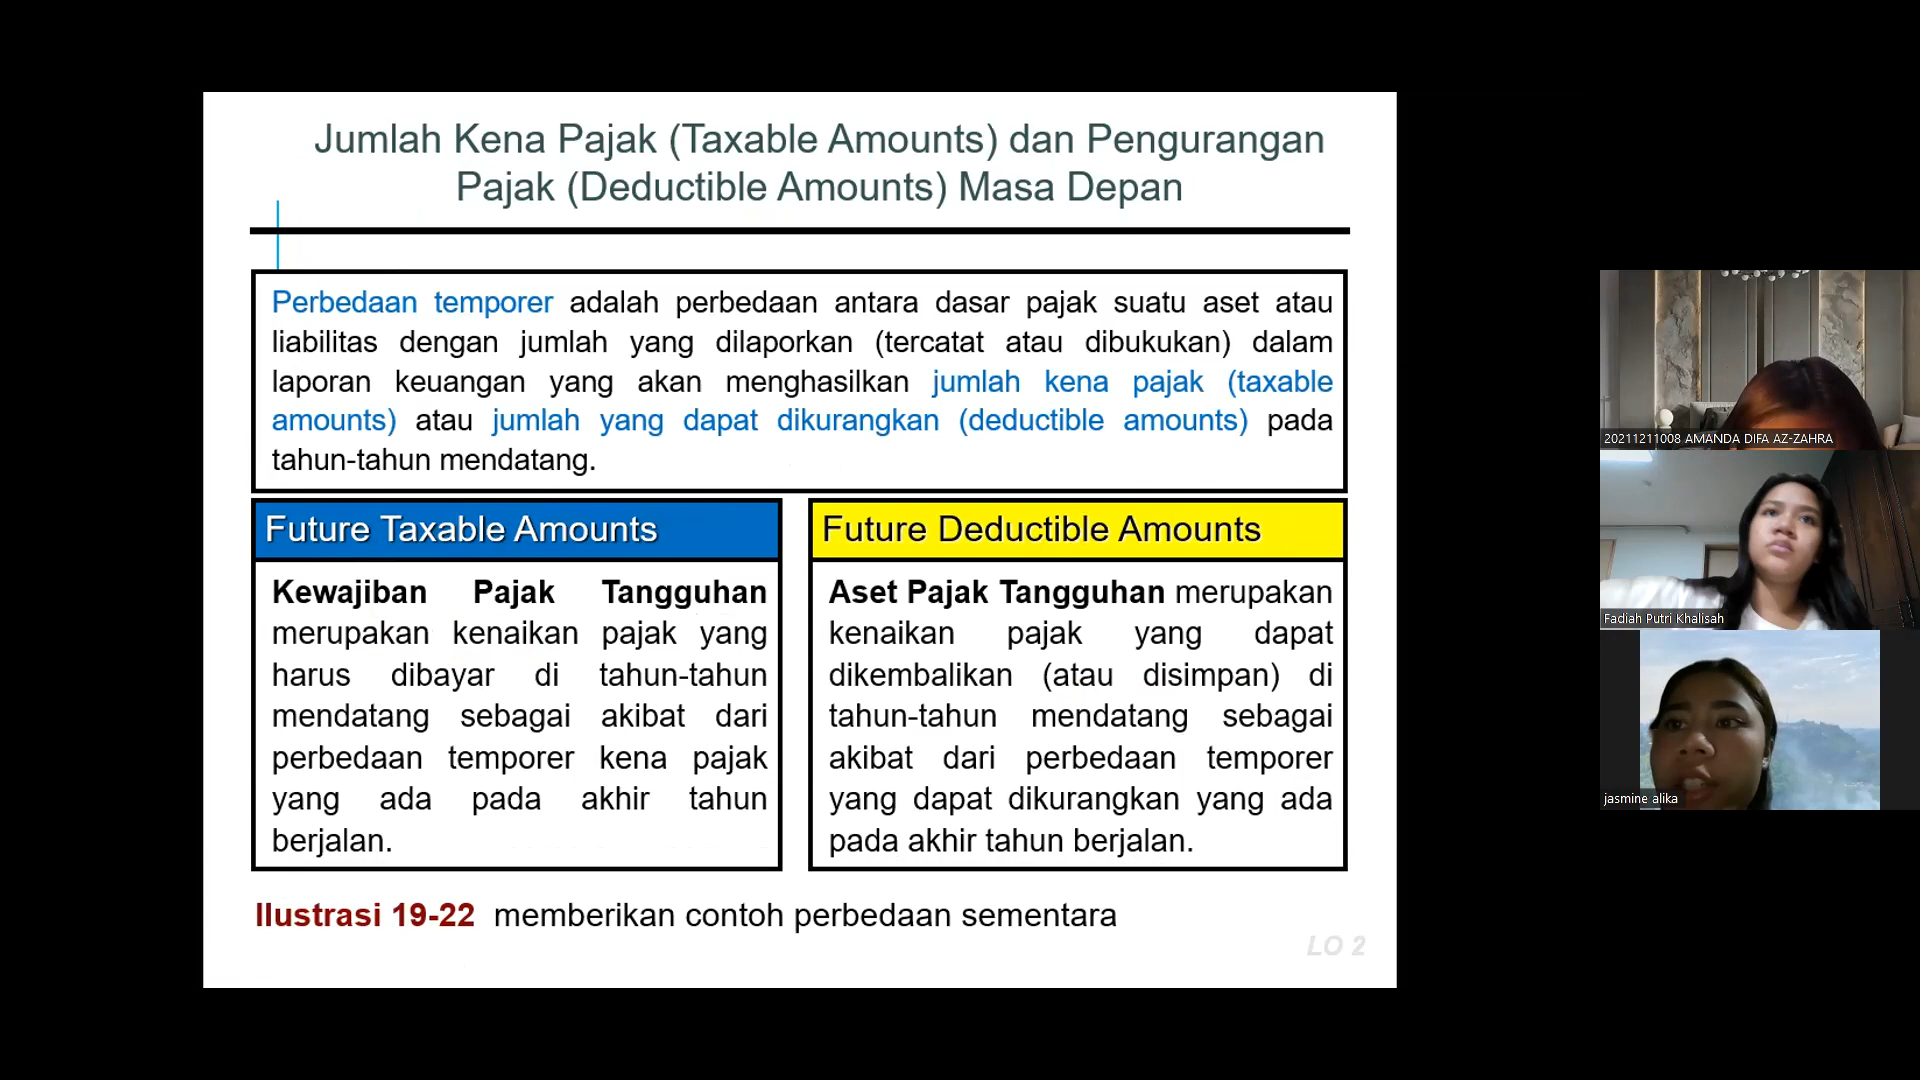 Jumlah Kena Pajak (Taxable Amounts) dan Pengurangan
Pajak (Deductible Amounts) Masa Depan
Perbedaan temporer adalah perbedaan antara dasar pajak suatu aset atau
liabilitas dengan jumlah yang dilaporkan (tercatat atau dibukukan) dalam
laporan keuangan yang akan menghasilkan jumlah kena pajak (taxable
amounts) atau jumlah yang dapat dikurangkan (deductible amounts) pada
tahun-tahun mendatang.
Future Taxable Amounts
Kewajiban Pajak Tangguhan
merupakan kenaikan pajak yang
harus dibayar di tahun-tahun
mendatang sebagai akibat dari
perbedaan temporer kena pajak
yang ada pada akhir tahun
berjalan.
Future Deductible Amounts
Aset Pajak Tangguhan merupakan
kenaikan pajak yang dapat
dikembalikan (atau disimpan) di
tahun-tahun mendatang sebagai
akibat dari perbedaan temporer
yang dapat dikurangkan yang ada
pada akhir tahun berjalan.
Ilustrasi 19-22 memberikan contoh perbedaan sementara
LO 2
20211211008 AMANDA DIFA AZ-ZAHRA
Fadiah Putri Khalisah
jasmine alika